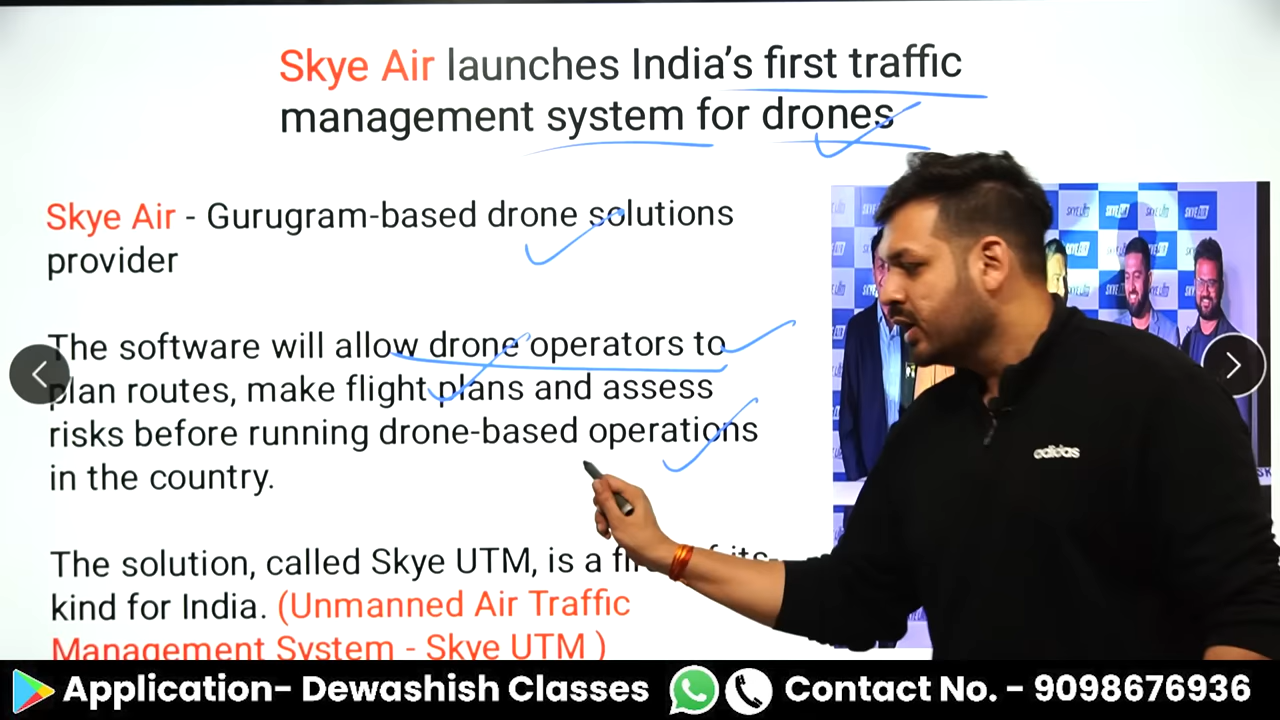 Skye Air launches India's first traffic
management system for drones
Skye Air - Gurugram-based drone solutions
provider
The software will allow drone operators to
plan routes, make flight plans and assess
risks before running drone-based operations
in the country.
The solution, called Skye UTM, is a its
kind for India. (Unmanned Air Traffic
Management System - Skye UTM )
adidas
Application- Dewashish Classes
Contact No. - 9098676936